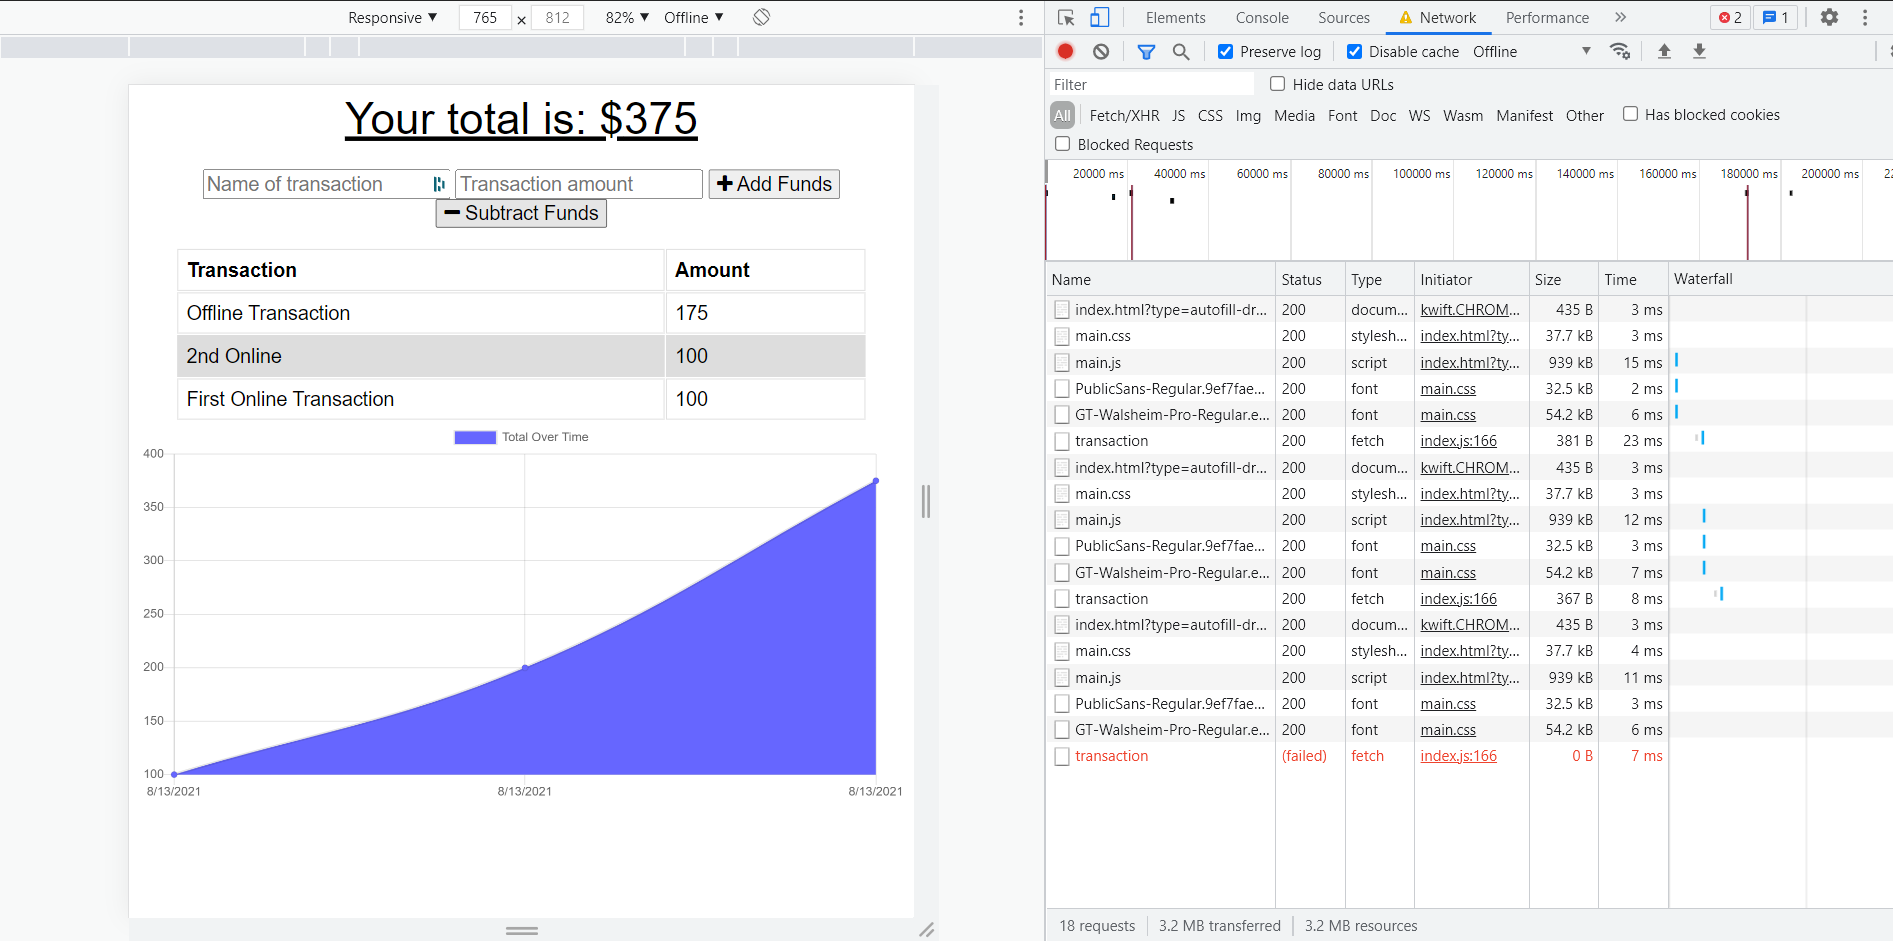 Responsive ▼ 765 × 812 82% ▼ Offline ▼
Your total is: $375
Name of transaction Transaction amount Add Funds
Subtract Funds
Transaction Amount
Offline Transaction 175
2nd Online 100
First Online Transaction 100
Total Over Time
400
350
300
250
200
150
100
8/13/2021 8/13/2021 8/13/2021
Elements Console Sources Network Performance » 2 1
Preserve log Disable cache Offline ▼
Filter Hide data URLs
All Fetch/XHR JS CSS Img Media Font Doc WS Wasm Manifest Other Has blocked cookies
Blocked Requests
20000 ms 40000 ms 60000 ms 80000 ms 100000 ms 120000 ms 140000 ms 160000 ms 180000 ms 200000 ms 22
Name Status Type Initiator Size Time Waterfall
index.html?type=autofill-dr... 200 docum... kwift.CHROM... 435 B 3 ms
main.css 200 stylesh... index.html?ty... 37.7 kB 3 ms
main.js 200 script index.html?ty... 939 kB 15 ms
PublicSans-Regular.9ef7fae... 200 font main.css 32.5 kB 2 ms
GT-Walsheim-Pro-Regular.e... 200 font main.css 54.2 kB 6 ms
transaction 200 fetch index.js:166 381 B 23 ms
index.html?type=autofill-dr... 200 docum... kwift.CHROM... 435 B 3 ms
main.css 200 stylesh... index.html?ty... 37.7 kB 3 ms
main.js 200 script index.html?ty... 939 kB 12 ms
PublicSans-Regular.9ef7fae... 200 font main.css 32.5 kB 3 ms
GT-Walsheim-Pro-Regular.e... 200 font main.css 54.2 kB 7 ms
transaction 200 fetch index.js:166 367 B 8 ms
index.html?type=autofill-dr... 200 docum... kwift.CHROM... 435 B 3 ms
main.css 200 stylesh... index.html?ty... 37.7 kB 4 ms
main.js 200 script index.html?ty... 939 kB 11 ms
PublicSans-Regular.9ef7fae... 200 font main.css 32.5 kB 3 ms
GT-Walsheim-Pro-Regular.e... 200 font main.css 54.2 kB 6 ms
transaction (failed) fetch index.js:166 0 B 7 ms
18 requests 3.2 MB transferred 3.2 MB resources